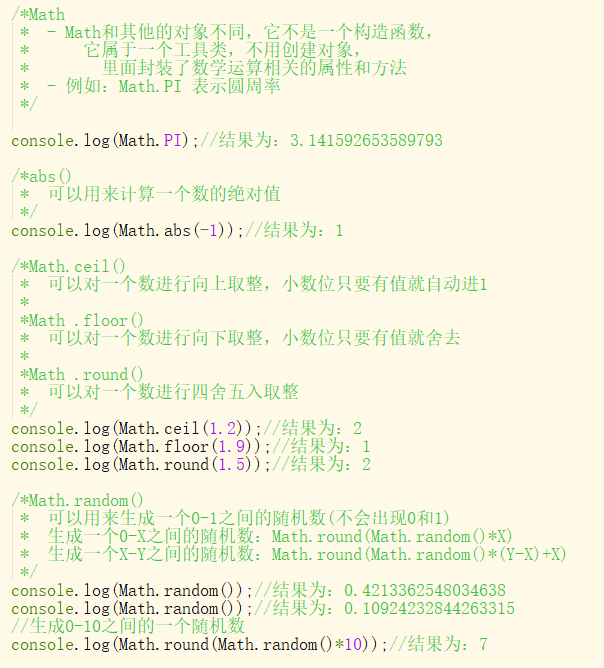 /*Math
 *  - Math和其他的对象不同，它不是一个构造函数，
 *      它属于一个工具类，不用创建对象，
 *        里面封装了数学运算相关的属性和方法
 *  - 例如：Math.PI 表示圆周率
 */
console.log(Math.PI);//结果为：3.141592653589793
/*abs()
 *  可以用来计算一个数的绝对值
 */
console.log(Math.abs(-1));//结果为：1
/*Math.ceil()
 *  可以对一个数进行向上取整，小数位只要有值就自动进1
 *
 *Math .floor()
 *  可以对一个数进行向下取整，小数位只要有值就舍去
 *
 *Math .round()
 *  可以对一个数进行四舍五入取整
 */
console.log(Math.ceil(1.2));//结果为：2
console.log(Math.floor(1.9));//结果为：1
console.log(Math.round(1.5));//结果为：2
/*Math.random()
 *  可以用来生成一个0-1之间的随机数(不会出现0和1)
 *  生成一个0-X之间的随机数：Math.round(Math.random()*X)
 *  生成一个X-Y之间的随机数：Math.round(Math.random()*(Y-X)+X)
 */
console.log(Math.random());//结果为：0.4213362548034638
console.log(Math.random());//结果为：0.10924232844263315
//生成0-10之间的一个随机数
console.log(Math.round(Math.random()*10));//结果为：7